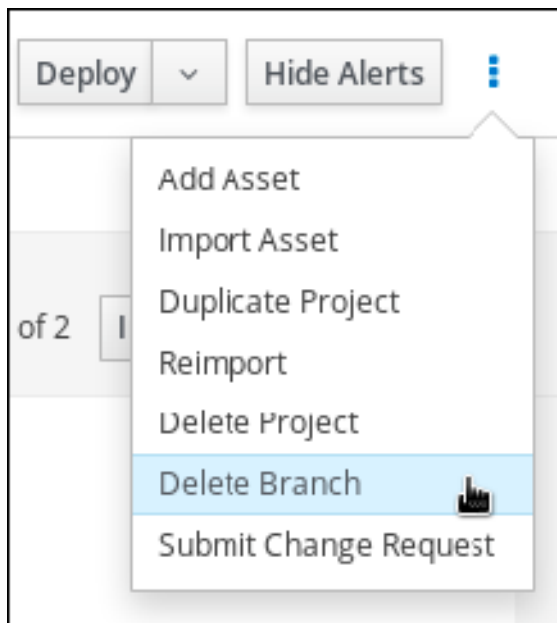 Deploy
Hide Alerts
Add Asset
Import Asset
Duplicate Project
of 2
Reimport
Delete Project
Delete Branch
Submit Change Request